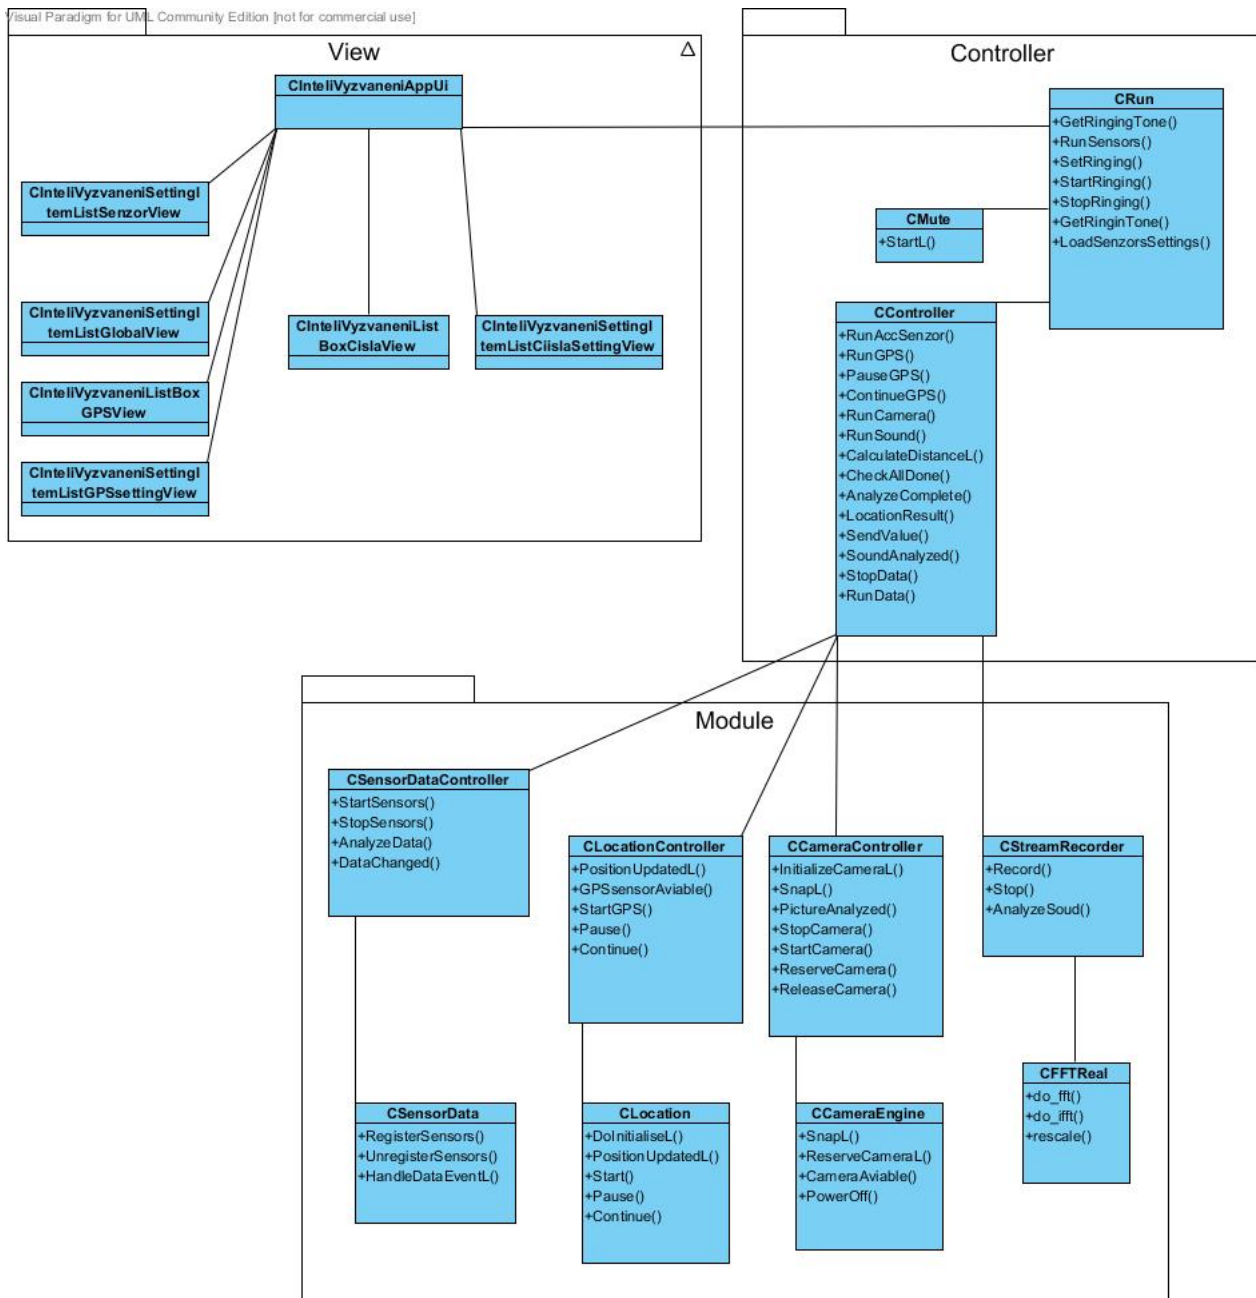 Visual Paradigm for UML Community Edition [not for commercial use]
View
CInteliVyzvaneniAppUi
CInteliVyzvaneniSettingI
temListSenzorView
CInteliVyzvaneniSettingI
temListGlobalView
CInteliVyzvaneniListBox
GPSView
CInteliVyzvaneniSettingI
temListGPSsettingView
CInteliVyzvaneniList
BoxCislaView
CInteliVyzvaneniSettingI
temListCiislaSettingView
Controller
CRun
+GetRingingTone()
+RunSensors()
+SetRinging()
+StartRinging()
+StopRinging()
+GetRinginTone()
+LoadSenzorsSettings()
CMute
+StartL()
CController
+RunAccSenzor()
+RunGPS()
+PauseGPS()
+ContinueGPS()
+RunCamera()
+RunSound()
+CalculateDistanceL()
+CheckAllDone()
+AnalyzeComplete()
+LocationResult()
+SendValue()
+SoundAnalyzed()
+StopData()
+RunData()
Module
CSensorDataController
+StartSensors()
+StopSensors()
+AnalyzeData()
+DataChanged()
CLocationController
+PositionUpdatedL()
+GPSsensorAviable()
+StartGPS()
+Pause()
+Continue()
CCameraController
+InitializeCameraL()
+SnapL()
+PictureAnalyzed()
+StopCamera()
+StartCamera()
+ReserveCamera()
+ReleaseCamera()
CStreamRecorder
+Record()
+Stop()
+AnalyzeSoud()
CSensorData
+RegisterSensors()
+UnregisterSensors()
+HandleDataEventL()
CLocation
+DoInitialiseL()
+PositionUpdatedL()
+Start()
+Pause()
+Continue()
CCameraEngine
+SnapL()
+ReserveCameraL()
+CameraAviable()
+PowerOff()
CFFTReal
+do_fft()
+do_ifft()
+rescale()